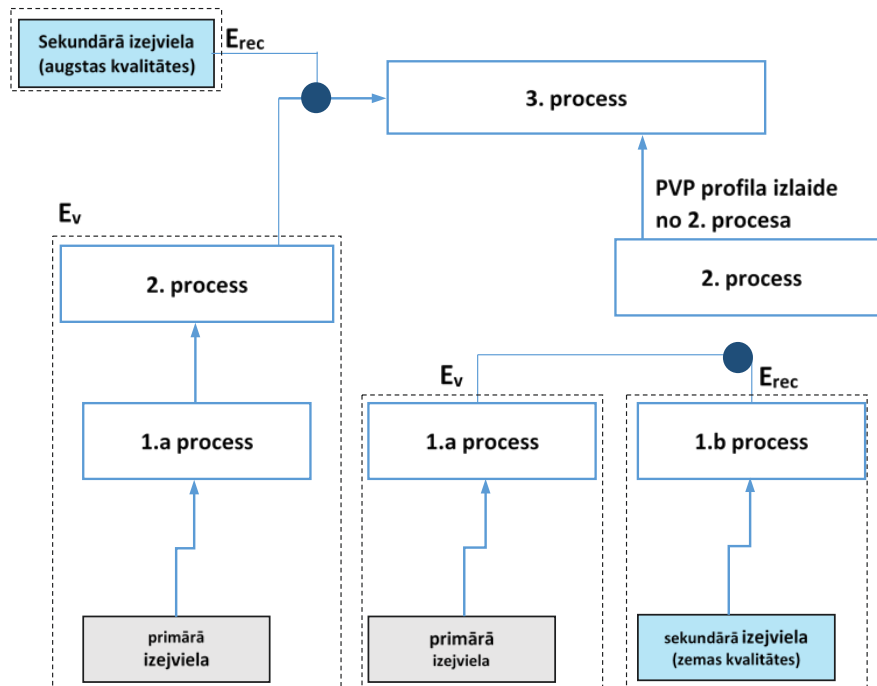 Sekundārā izejviela
(augstas kvalitātes)
Erec
3. process
PVP profila izlaide
no 2. procesa
Ev
2. process
2. process
Ev
Erec
1.a process
1.a process
1.b process
primārā
izejviela
primārā
izejviela
sekundārā izejviela
(zemas kvalitātes)